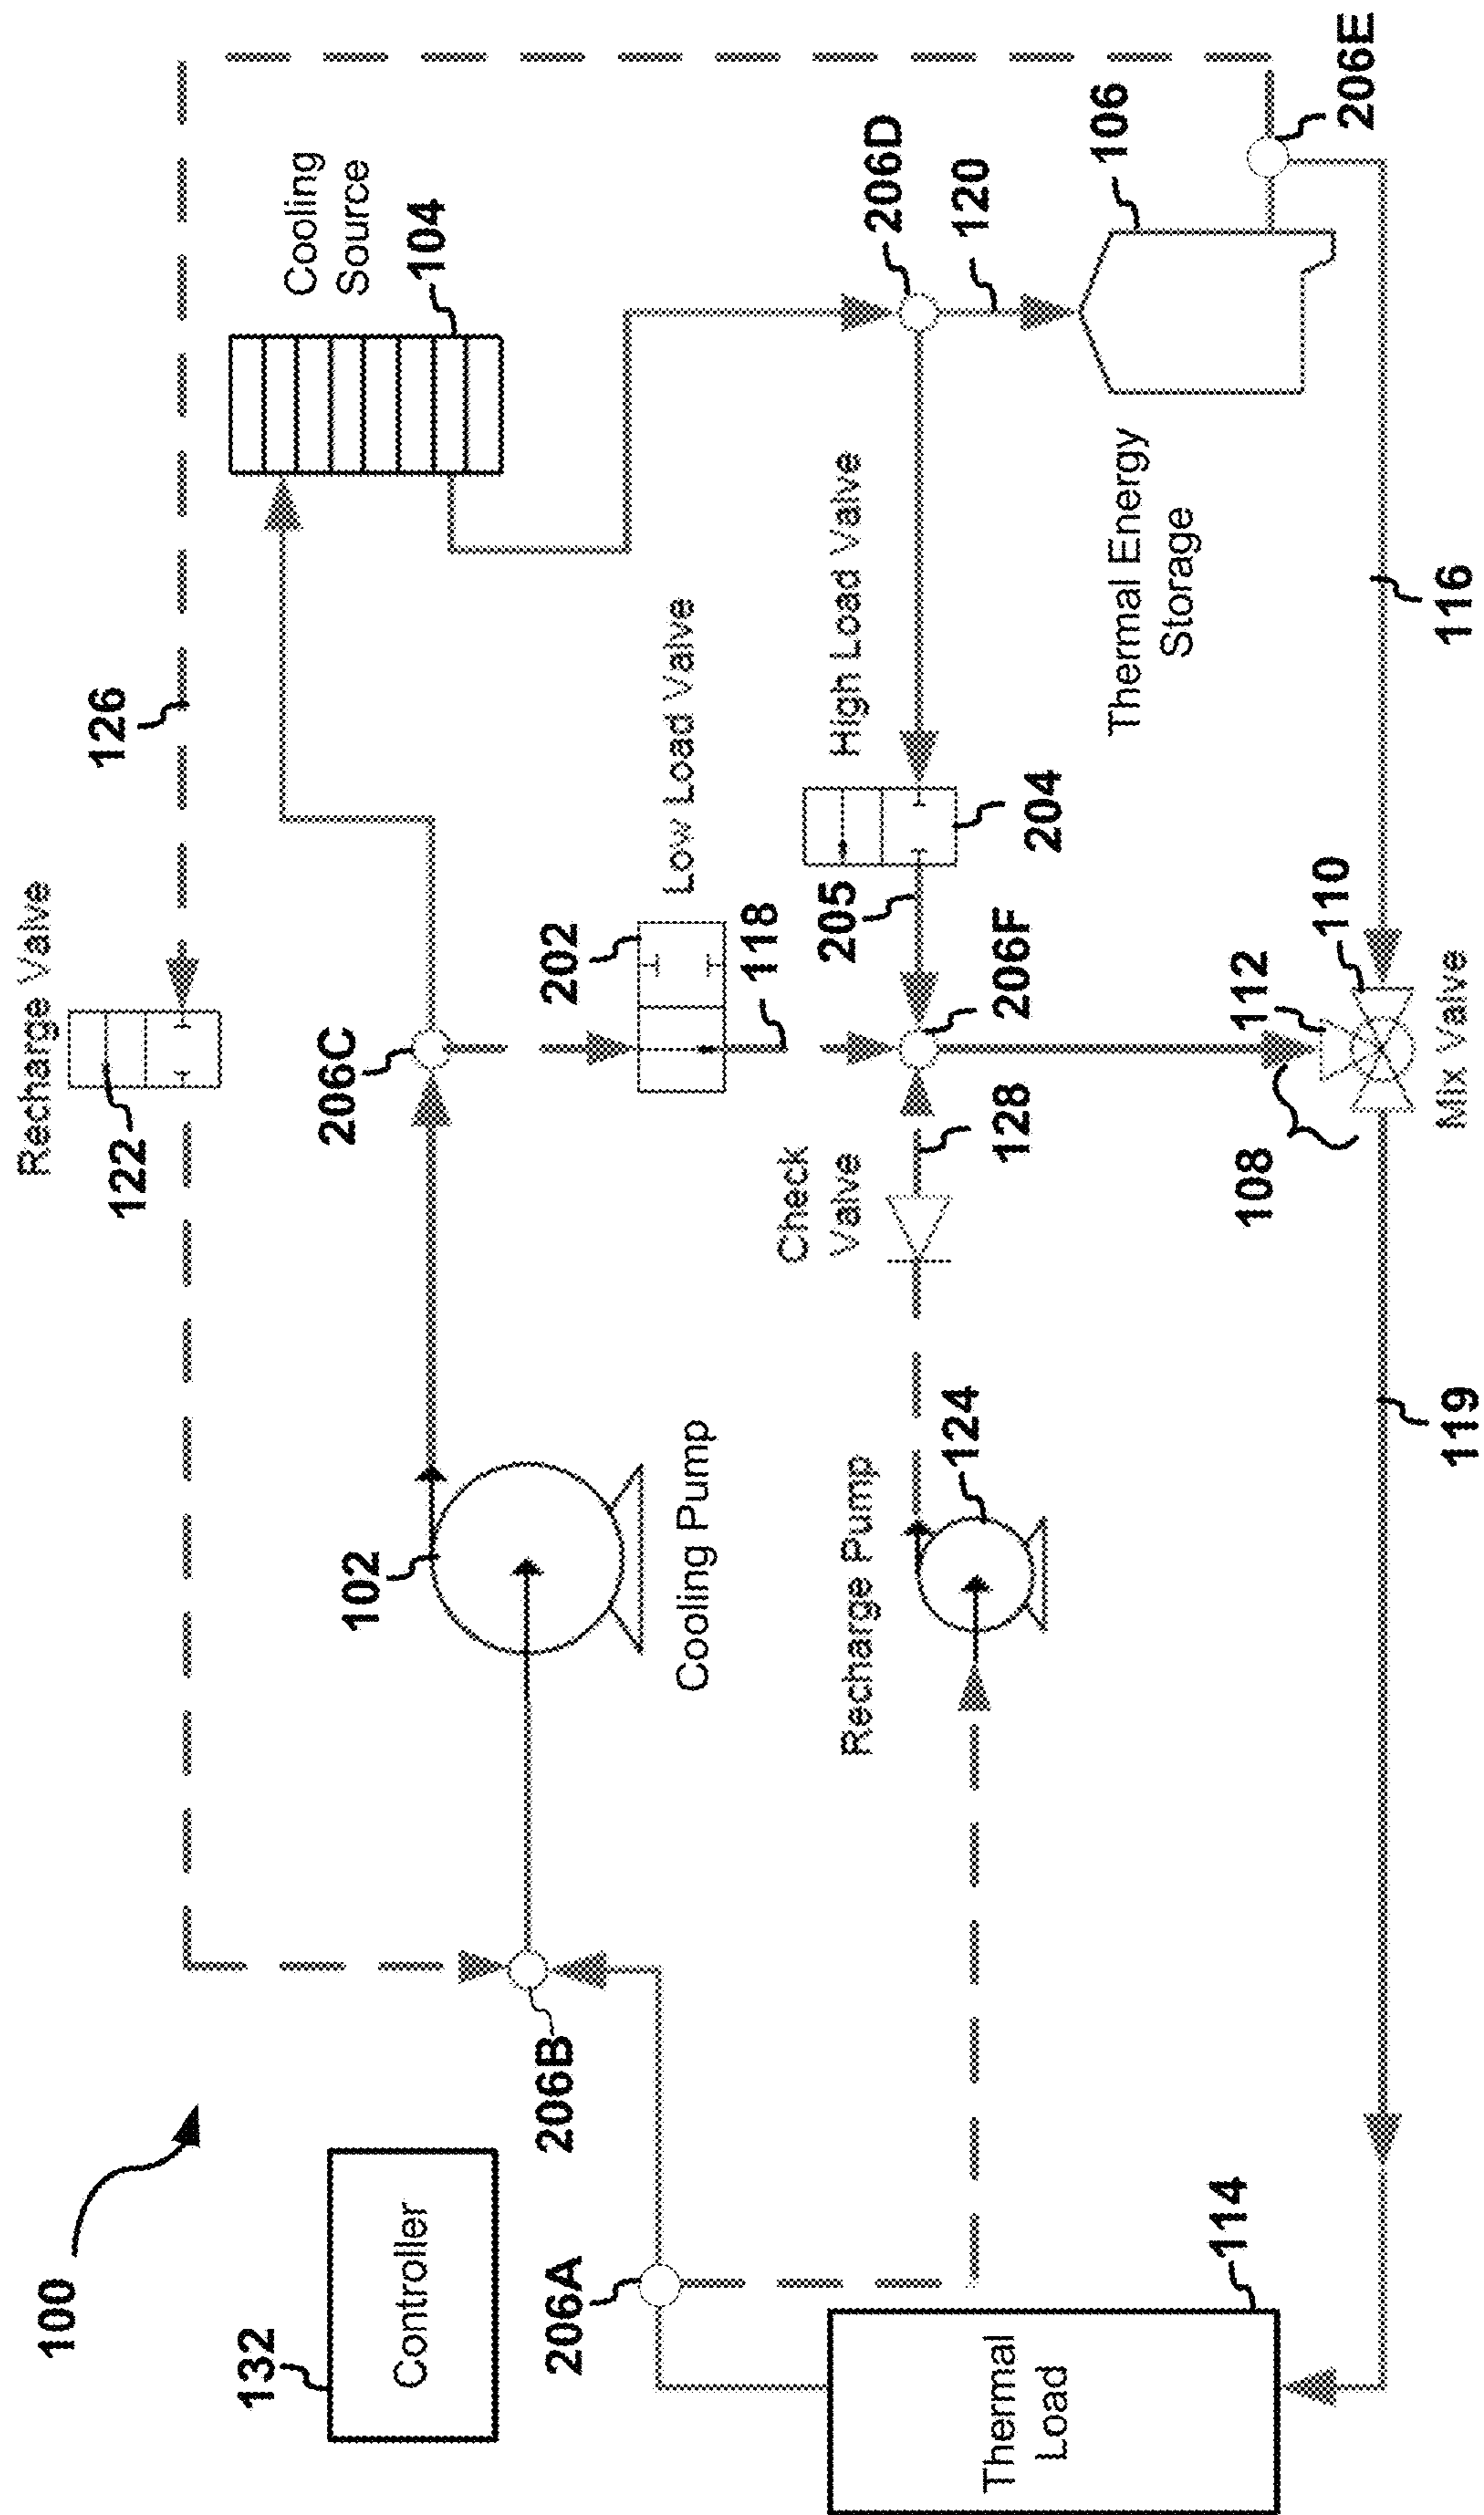 100
132
Controller
206A
Thermal
Load
114
206B
102
Cooling Pump
Recharge Pump
124
119
Recharge Valve
122
126
206C
202
Low Load Valve
118
Check
Valve
128
205
206F
High Load Valve
204
108
112
110
Mix Valve
Cooling
Source
104
206D
120
106
206E
Thermal Energy
Storage
116